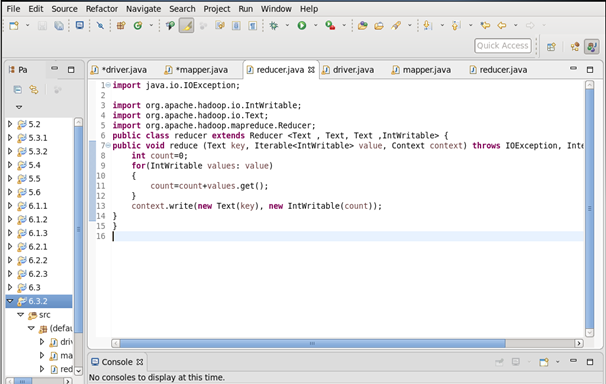 File Edit Source Refactor Navigate Search Project Run Window Help
Quick Access
Pa
*driver.java *mapper.java reducer.java driver.java mapper.java reducer.java
1 import java.io.IOException;
2
3 import org.apache.hadoop.io.IntWritable;
4 import org.apache.hadoop.io.Text;
5 import org.apache.hadoop.mapreduce.Reducer;
6 public class reducer extends Reducer <Text , Text, Text ,IntWritable> {
7 public void reduce (Text key, Iterable<IntWritable> value, Context context) throws IOException, Inte
8 int count=0;
9 for(IntWritable values: value)
10 {
11 count=count+values.get();
12 }
13 context.write(new Text(key), new IntWritable(count));
14 }
15 }
16
5.2
5.3.1
5.3.2
5.4
5.5
5.6
6.1.1
6.1.2
6.1.3
6.2.1
6.2.2
6.2.3
6.3
6.3.2
src
(defau
driv
ma
red
Console
No consoles to display at this time.